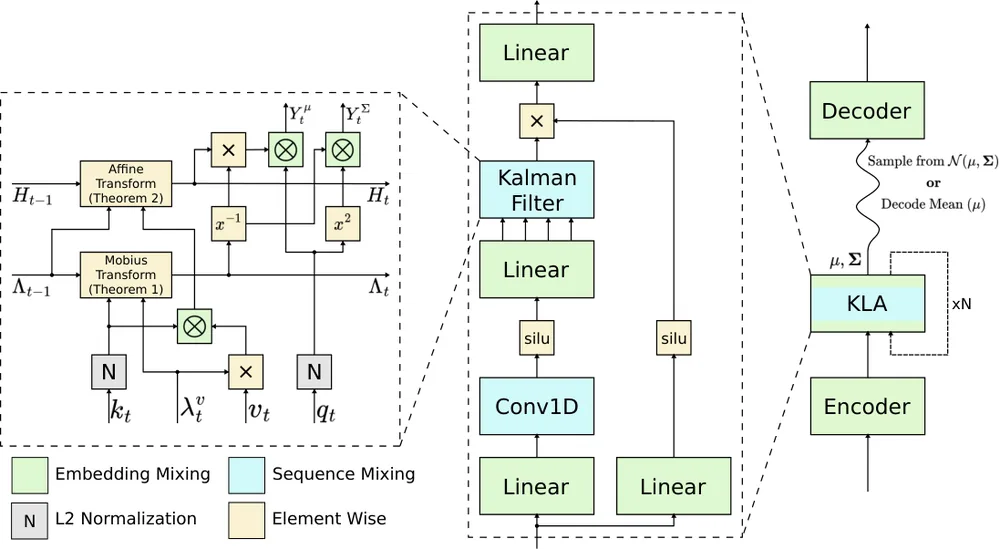 Y_t^μ
Y_t^Σ
×
⊗
⊗
Affine
Transform
(Theorem 2)
H_{t−1}
H_t
x^{−1}
x^2
Mobius
Transform
(Theorem 1)
Λ_{t−1}
Λ_t
⊗
N
×
N
k_t
λ_t^v
v_t
q_t
Embedding Mixing
Sequence Mixing
N
L2 Normalization
Element Wise
Linear
×
Kalman
Filter
Linear
silu
silu
Conv1D
Linear
Linear
Decoder
Sample from 𝒩(μ, Σ)
or
Decode Mean (μ)
μ, Σ
KLA
xN
Encoder